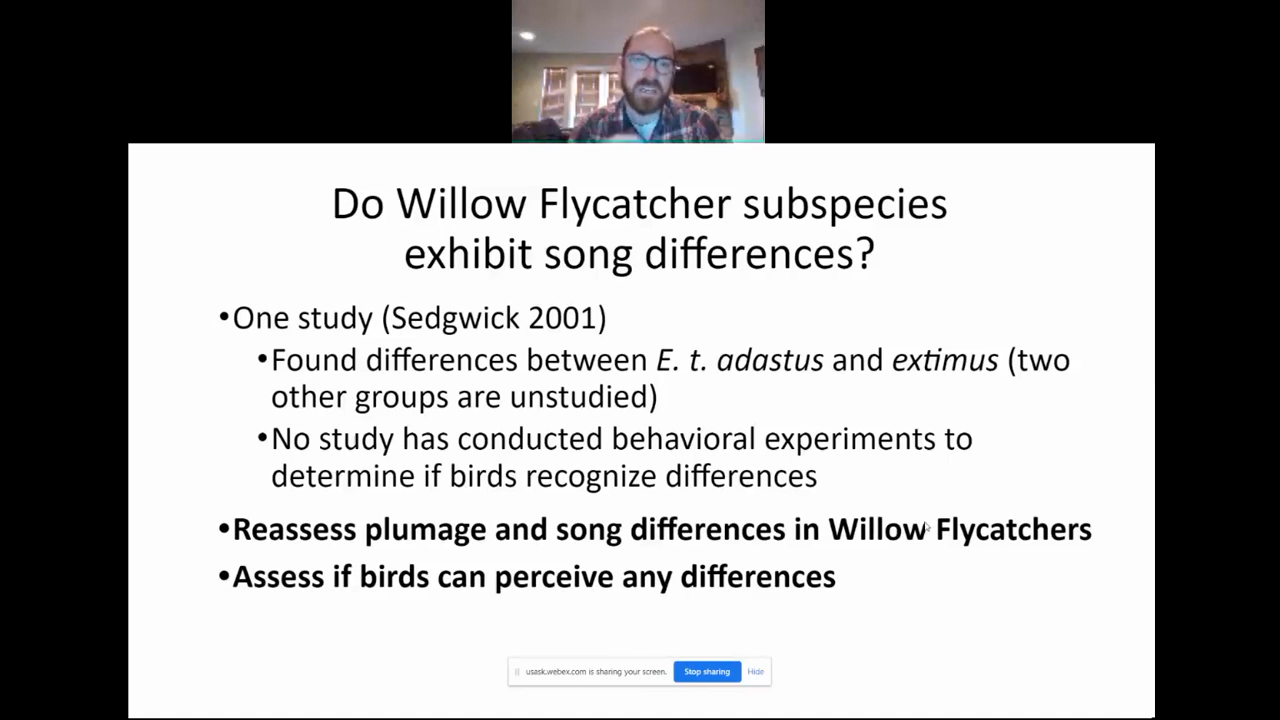 Do Willow Flycatcher subspecies
exhibit song differences?
•One study (Sedgwick 2001)
•Found differences between E. t. adastus and extimus (two
other groups are unstudied)
•No study has conducted behavioral experiments to
determine if birds recognize differences
•Reassess plumage and song differences in Willow Flycatchers
•Assess if birds can perceive any differences
usask.webex.com is sharing your screen. Stop sharing Hide